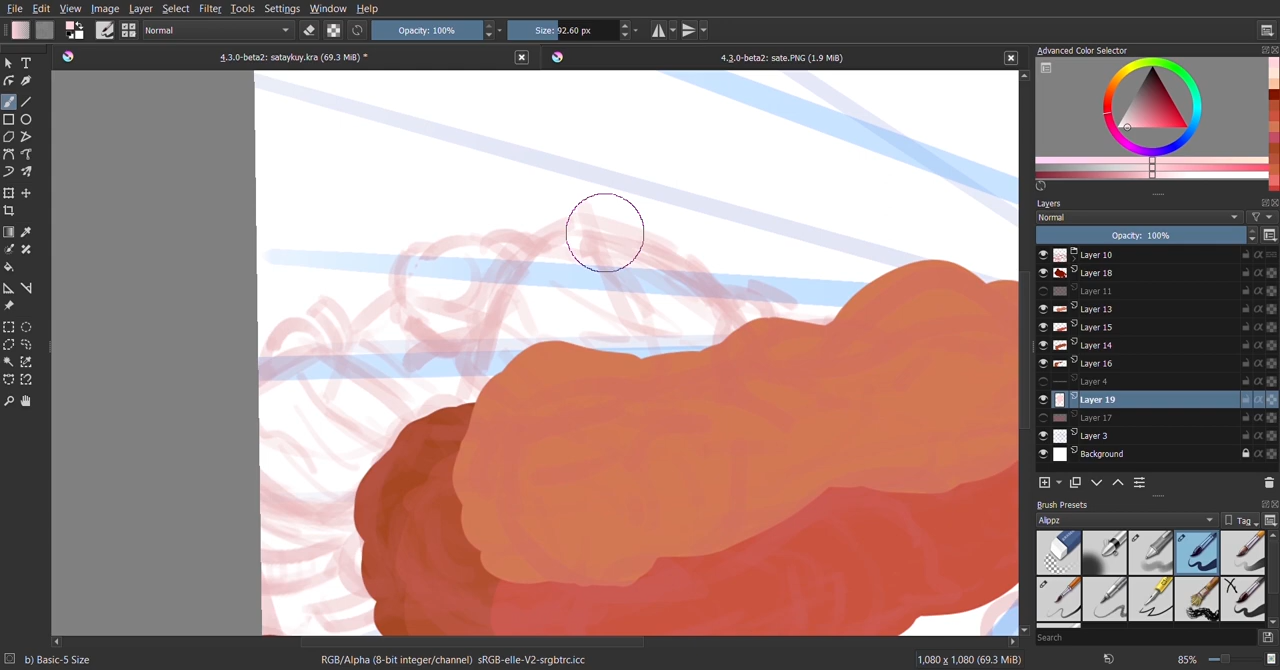 File Edit View Image Layer Select Filter Tools Settings Window Help
Normal
Opacity: 100%
Size: 92.60 px
4.3.0-beta2: sataykuy.kra (69.3 MiB) *
4.3.0-beta2: sate.PNG (1.9 MiB)
Advanced Color Selector
Layers
Normal
Opacity: 100%
Layer 10
Layer 18
Layer 11
Layer 13
Layer 15
Layer 14
Layer 16
Layer 4
Layer 19
Layer 17
Layer 3
Background
Brush Presets
Alippz
Tag
Search
b) Basic-5 Size
RGB/Alpha (8-bit integer/channel) sRGB-elle-V2-srgbtrc.icc
1,080 x 1,080 (69.3 MiB)
85%